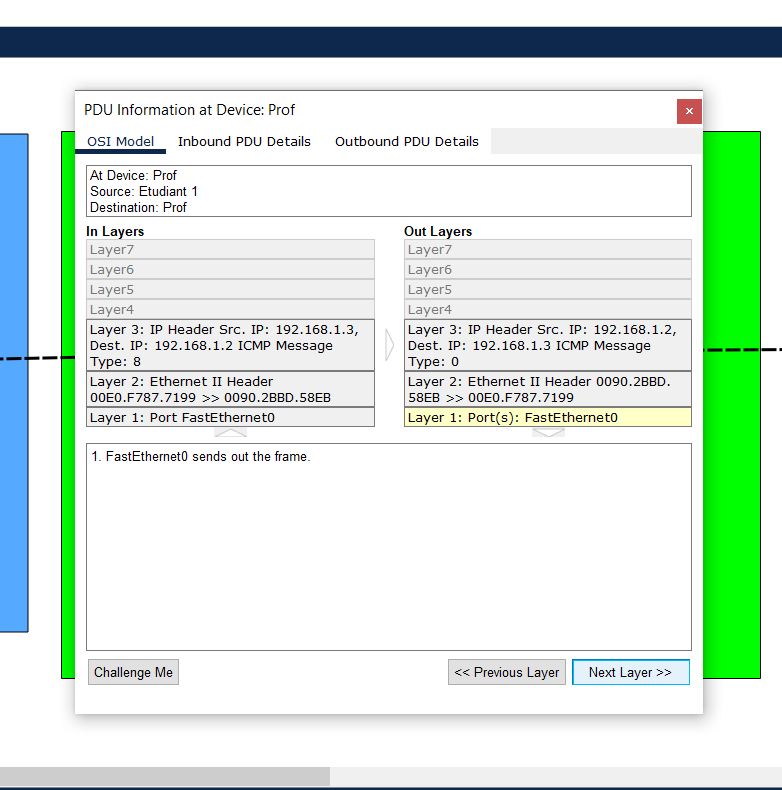 PDU Information at Device: Prof
×
OSI Model
Inbound PDU Details
Outbound PDU Details
At Device: Prof
Source: Etudiant 1
Destination: Prof
In Layers
Layer7
Layer6
Layer5
Layer4
Layer 3: IP Header Src. IP: 192.168.1.3,
Dest. IP: 192.168.1.2 ICMP Message
Type: 8
Layer 2: Ethernet II Header
00E0.F787.7199 >> 0090.2BBD.58EB
Layer 1: Port FastEthernet0
Out Layers
Layer7
Layer6
Layer5
Layer4
Layer 3: IP Header Src. IP: 192.168.1.2,
Dest. IP: 192.168.1.3 ICMP Message
Type: 0
Layer 2: Ethernet II Header 0090.2BBD.
58EB >> 00E0.F787.7199
Layer 1: Port(s): FastEthernet0
1. FastEthernet0 sends out the frame.
Challenge Me
<< Previous Layer
Next Layer >>